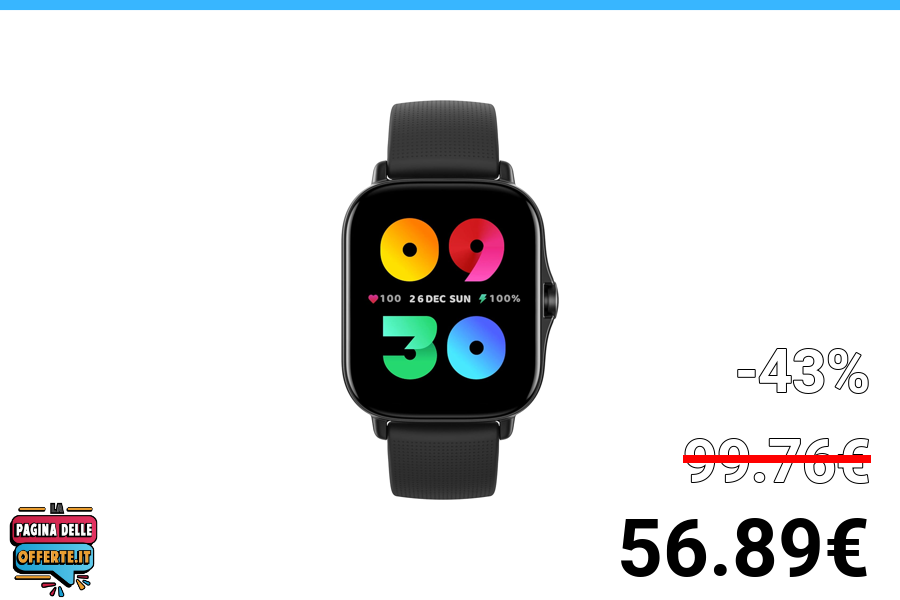 09
100 26 DEC SUN 100%
30
-43%
99.76€
56.89€
LA
PAGINA DELLE
OFFERTE.IT